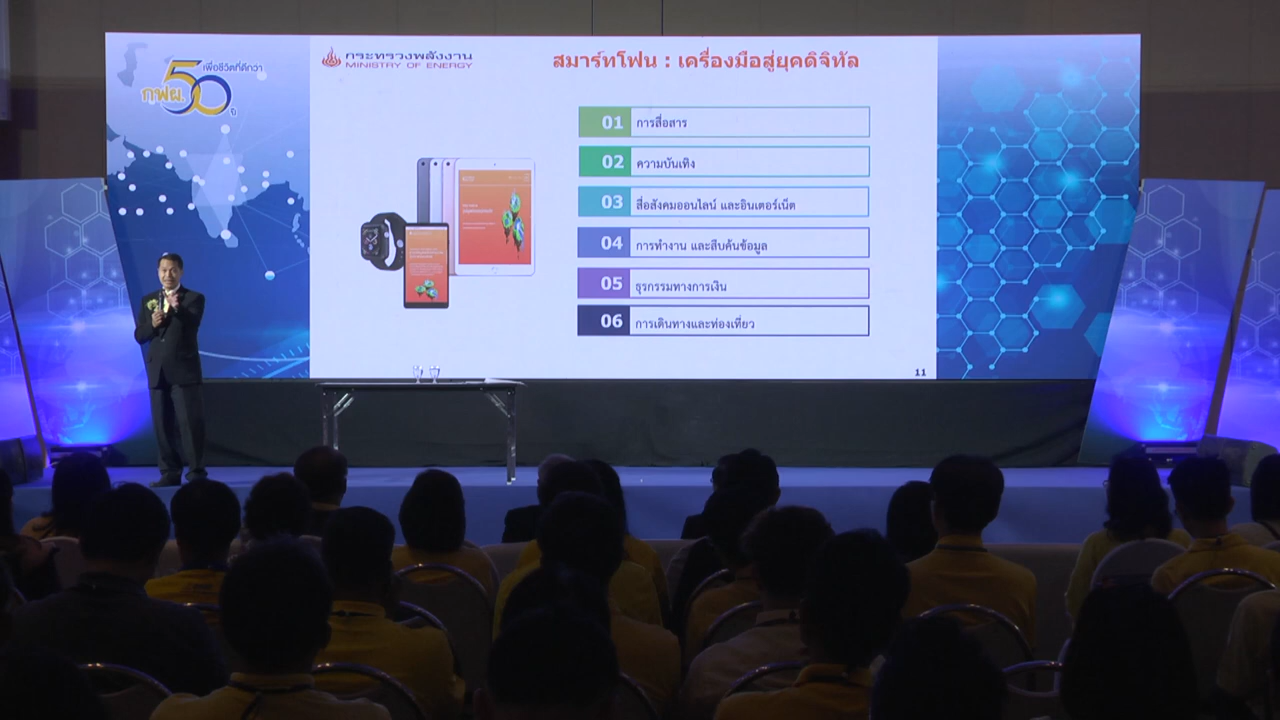 เพื่อชีวิตที่ดีกว่า
กฟผ. 50 ปี
กระทรวงพลังงาน
MINISTRY OF ENERGY
สมาร์ทโฟน : เครื่องมือสู่ยุคดิจิทัล
01 การสื่อสาร
02 ความบันเทิง
03 สื่อสังคมออนไลน์ และอินเตอร์เน็ต
04 การทำงาน และสืบค้นข้อมูล
05 ธุรกรรมทางการเงิน
06 การเดินทางและท่องเที่ยว
11